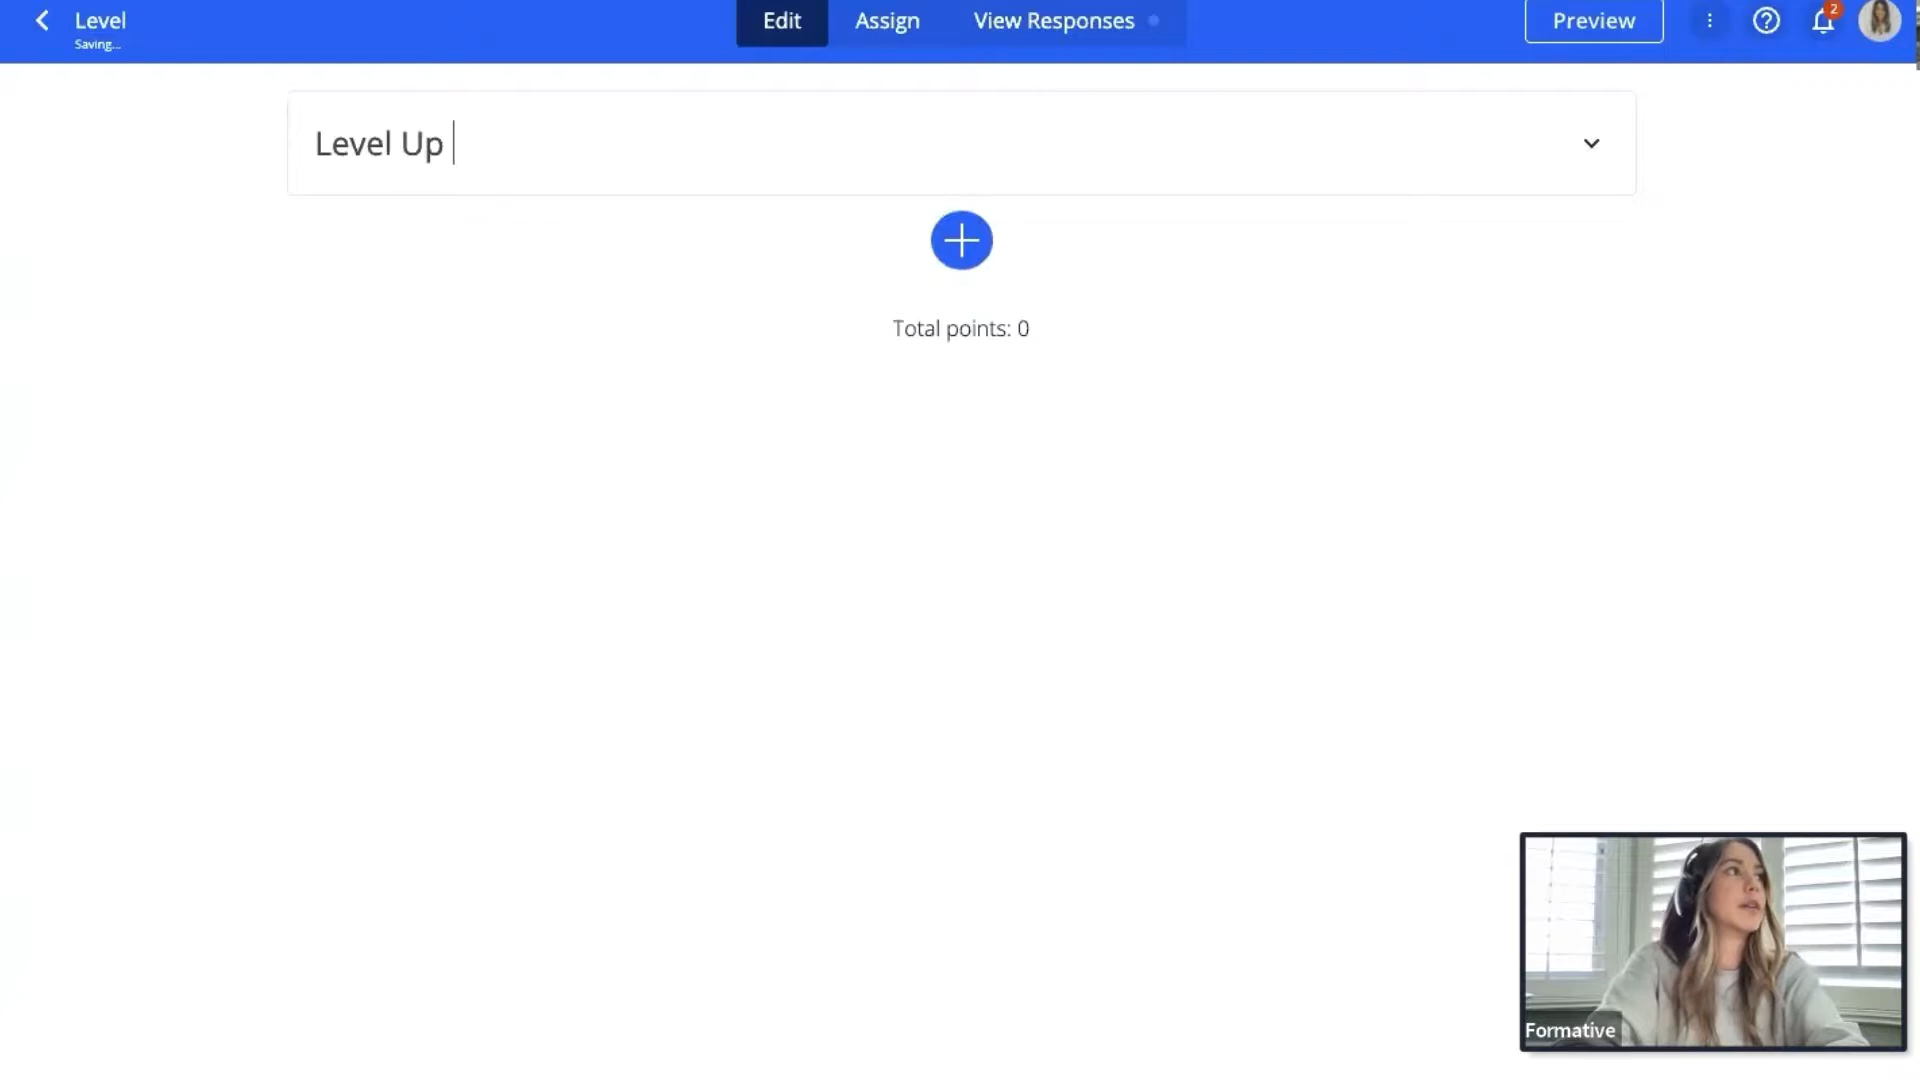 Level
Saving...
Edit
Assign
View Responses
Preview
2
Level Up
Total points: 0
Formative